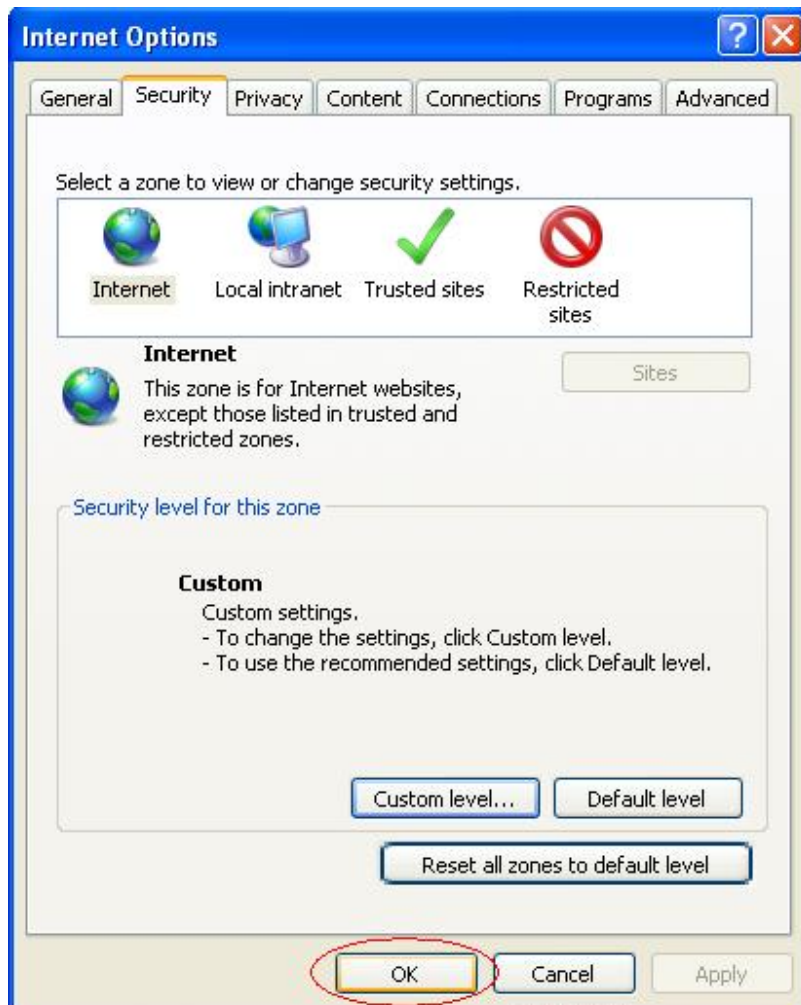 Internet Options
?
X
General Security Privacy Content Connections Programs Advanced
Select a zone to view or change security settings.
Internet Local intranet Trusted sites Restricted
sites
Internet
Sites
This zone is for Internet websites,
except those listed in trusted and
restricted zones.
Security level for this zone
Custom
Custom settings.
- To change the settings, click Custom level.
- To use the recommended settings, click Default level.
Custom level... Default level
Reset all zones to default level
OK Cancel Apply